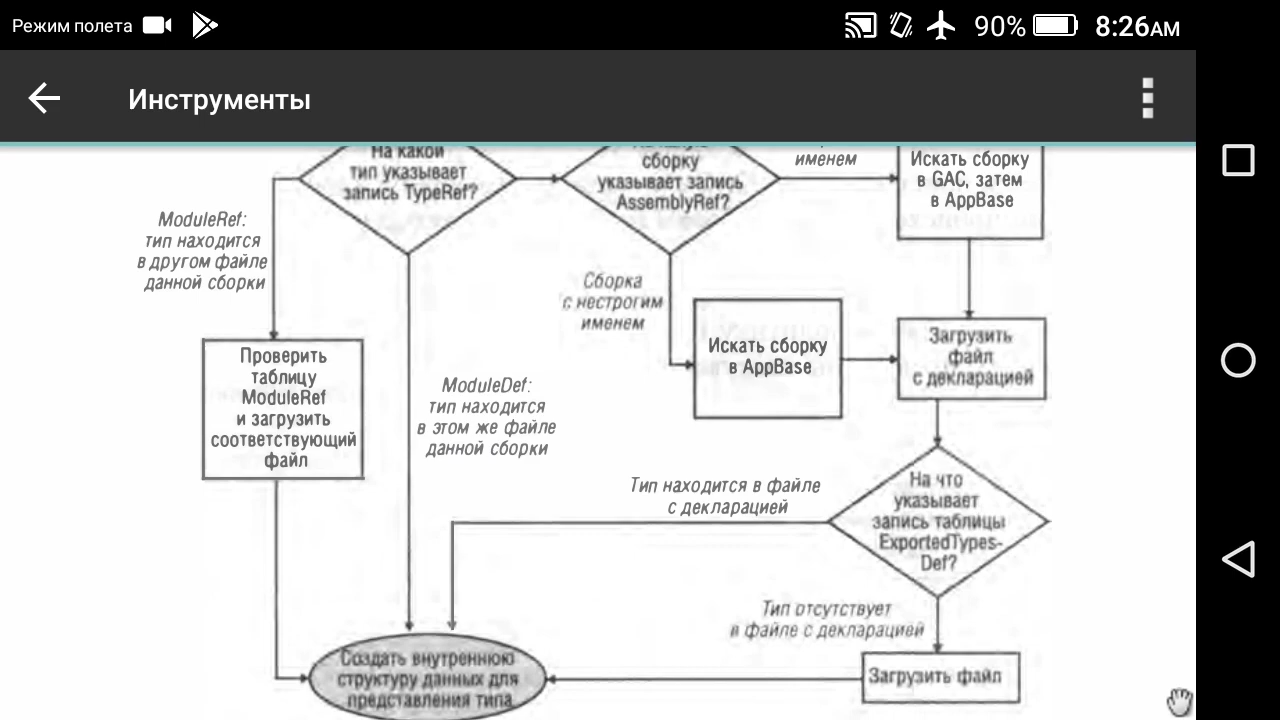 Режим полета
90%
8:26AM
Инструменты
На какой
тип указывает
запись TypeRef?
сборку
указывает запись
AssemblyRef?
именем
Искать сборку
в GAC, затем
в AppBase
ModuleRef:
тип находится
в другом файле
данной сборки
Сборка
с нестрогим
именем
Искать сборку
в AppBase
Загрузить
файл
с декларацией
Проверить
таблицу
ModuleRef
и загрузить
соответствующий
файл
ModuleDef:
тип находится
в этом же файле
данной сборки
Тип находится в файле
с декларацией
На что
указывает
запись таблицы
ExportedTypes-
Def?
Тип отсутствует
в файле с декларацией
Создать внутреннюю
структуру данных для
представления типа
Загрузить файл